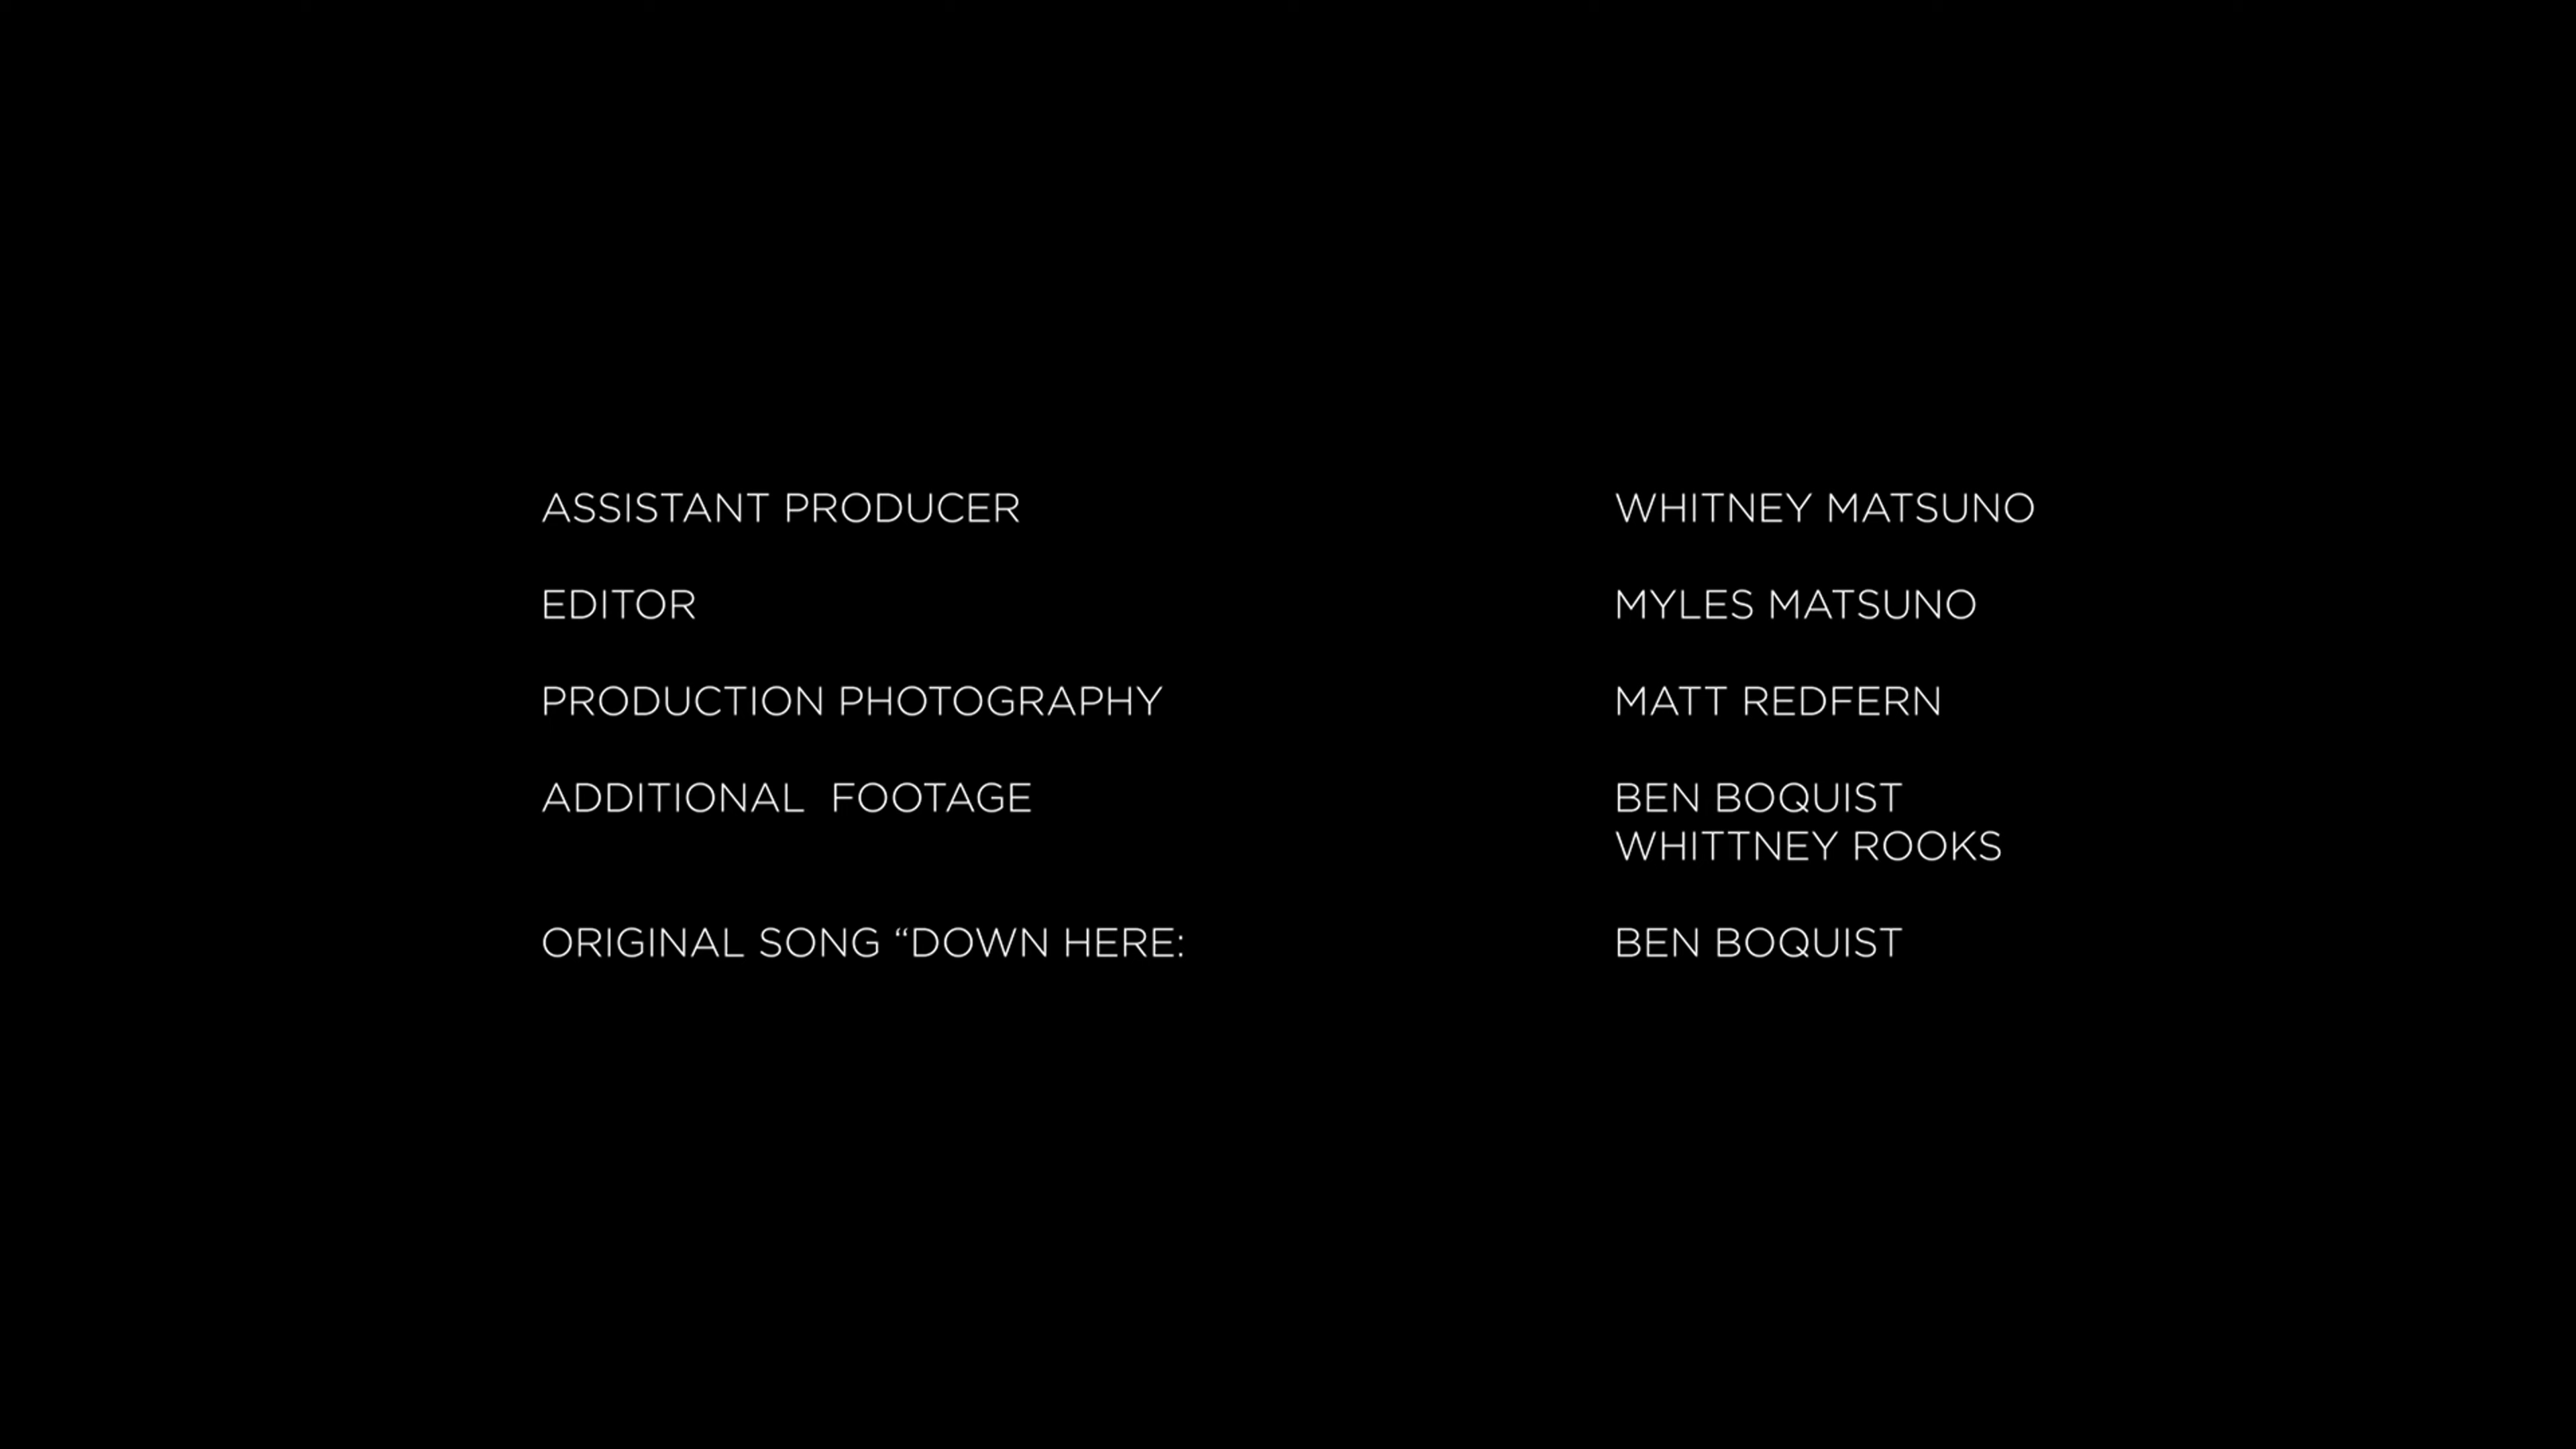 ASSISTANT PRODUCER WHITNEY MATSUNO
EDITOR MYLES MATSUNO
PRODUCTION PHOTOGRAPHY MATT REDFERN
ADDITIONAL  FOOTAGE BEN BOQUIST
WHITTNEY ROOKS
ORIGINAL SONG “DOWN HERE: BEN BOQUIST